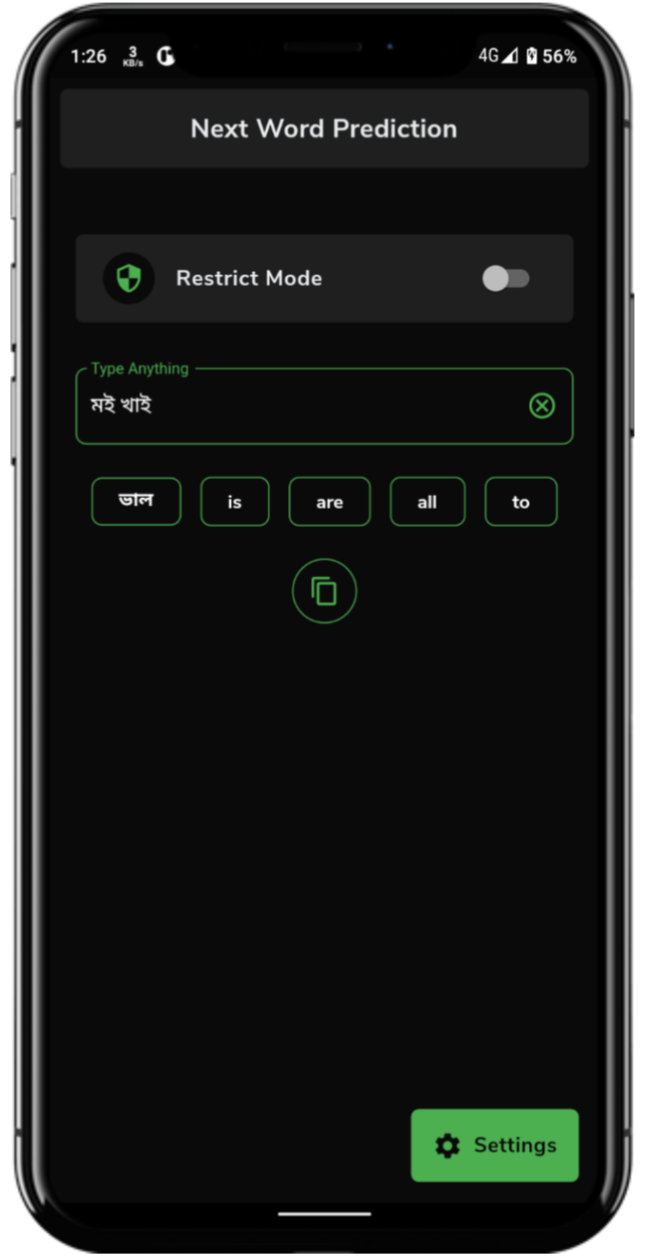 1:26 3 KB/s 4G 56%
Next Word Prediction
Restrict Mode
Type Anything
মই খাই
ভাল is are all to
Settings